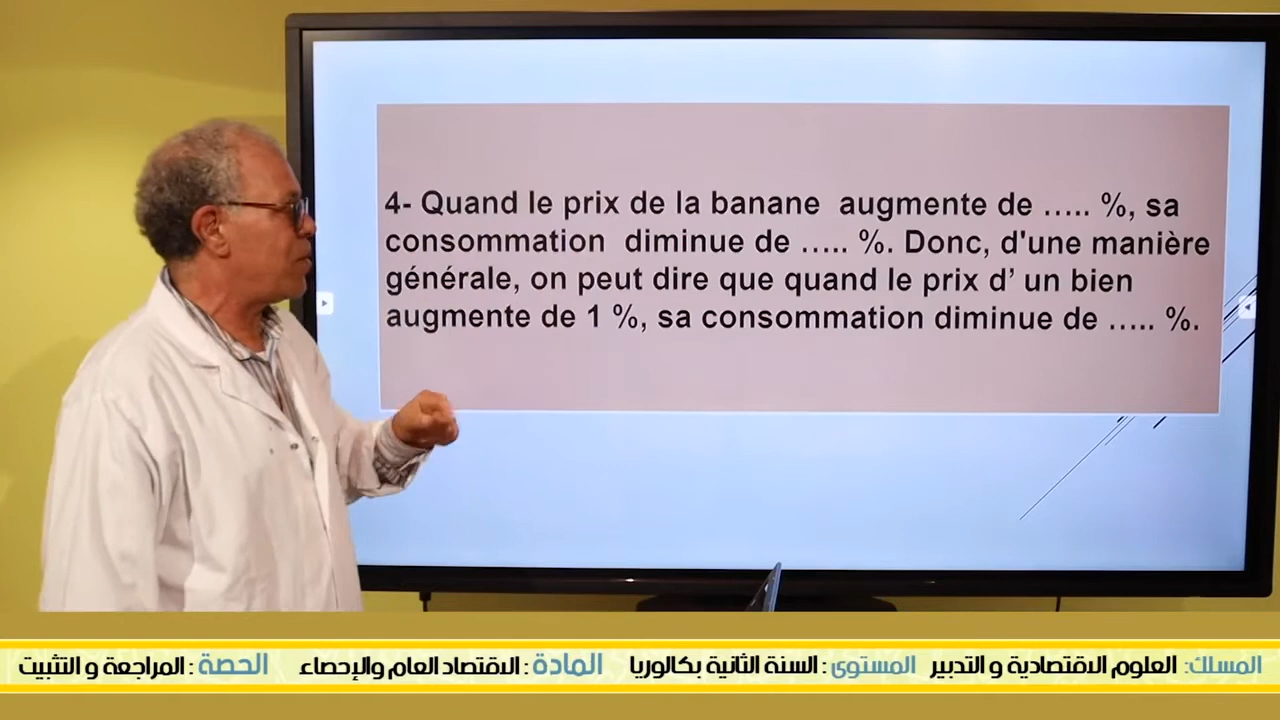 4- Quand le prix de la banane augmente de ..... %, sa
consommation diminue de ..... %. Donc, d'une manière
générale, on peut dire que quand le prix d’ un bien
augmente de 1 %, sa consommation diminue de ..... %.
المسلك: العلوم الاقتصادية و التدبير المستوى : السنة الثانية بكالوريا المادة : الاقتصاد العام والإحصاء الحصة : المراجعة و التثبيت